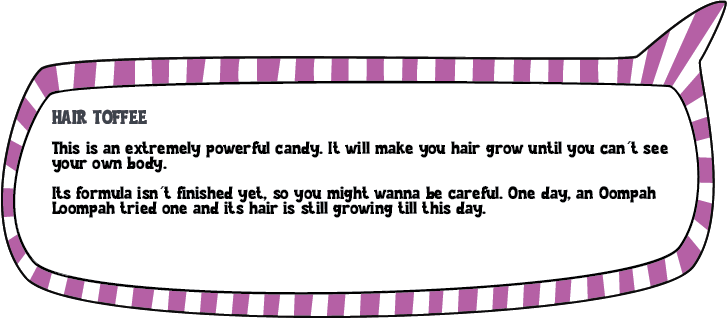 HAIR TOFFEE
This is an extremely powerful candy. It will make you hair grow until you can´t see
your own body.
Its formula isn´t finished yet, so you might wanna be careful. One day, an Oompah
Loompah tried one and its hair is still growing till this day.